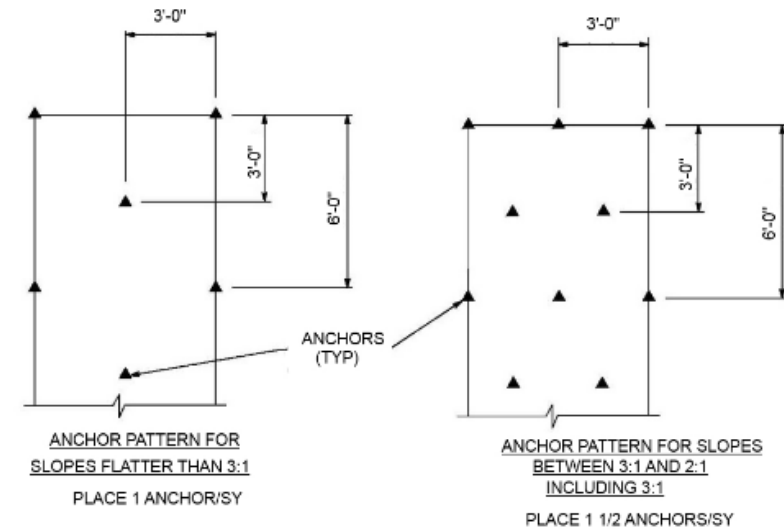 3'-0"
3'-0"
3'-0"
6'-0"
3'-0"
6'-0"
ANCHORS
(TYP)
ANCHOR PATTERN FOR
SLOPES FLATTER THAN 3:1
PLACE 1 ANCHOR/SY
ANCHOR PATTERN FOR SLOPES
BETWEEN 3:1 AND 2:1
INCLUDING 3:1
PLACE 1 1/2 ANCHORS/SY